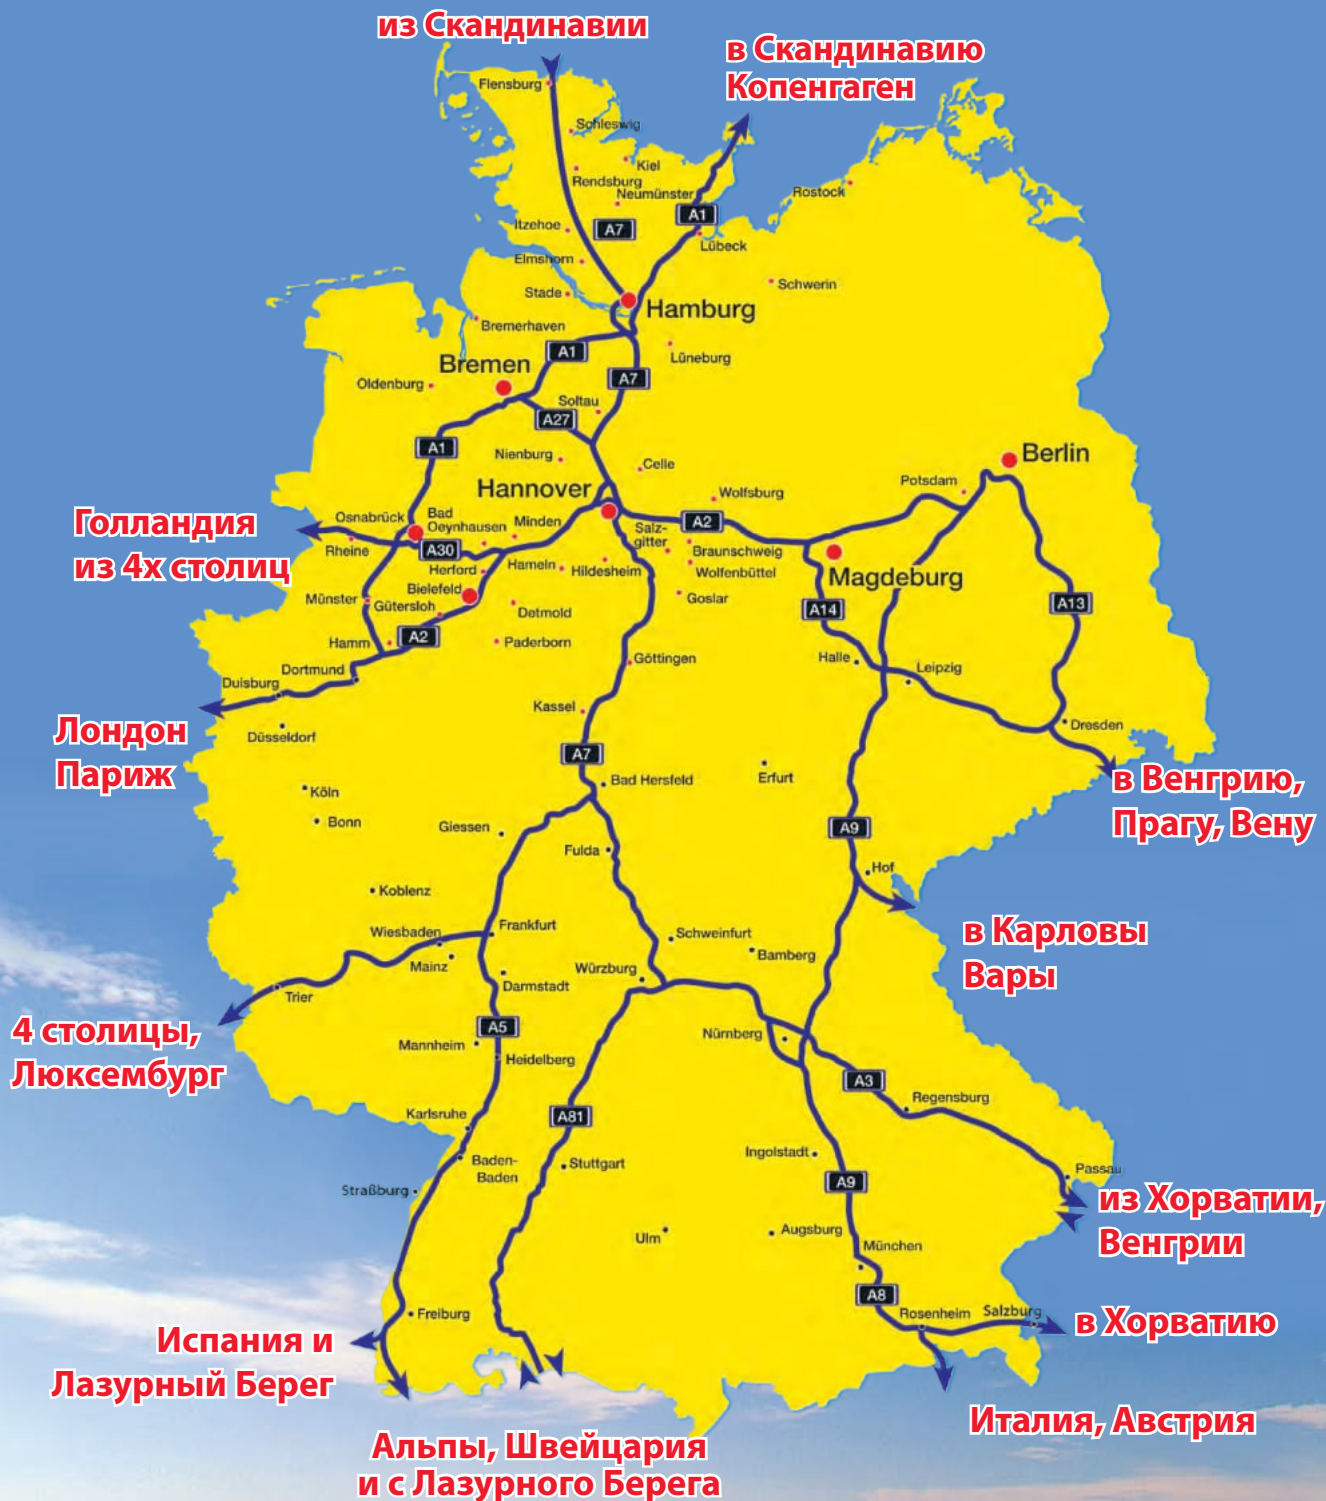 из Скандинавии
в Скандинавию
Копенгаген
Flensburg
Schleswig
Kiel
Rendsburg
Neumünster
Rostock
A1
Itzehoe
A7
Lübeck
Elmshorn
Schwerin
Stade
Hamburg
Bremerhaven
A1
Lüneburg
Bremen
A7
Oldenburg
Soltau
A27
A1
Nienburg
Celle
Berlin
Hannover
Wolfsburg
Potsdam
Голландия
из 4х столиц
Osnabrück
Bad
Oeynhausen
Minden
A2
Salz-
gitter
Rheine
A30
Braunschweig
Herford
Hameln
Hildesheim
Wolfenbüttel
Magdeburg
Bielefeld
Münster
Gütersloh
Detmold
Goslar
A14
A13
Hamm
A2
Paderborn
Göttingen
Halle
Leipzig
Dortmund
Duisburg
Kassel
Лондон
Париж
Düsseldorf
Dresden
A7
Bad Hersfeld
Erfurt
в Венгрию,
Прагу, Вену
Köln
Bonn
Giessen
A9
Fulda
Hof
Koblenz
Frankfurt
в Карловы
Вары
Wiesbaden
Schweinfurt
Mainz
Bamberg
Würzburg
Trier
Darmstadt
4 столицы,
Люксембург
A5
Nürnberg
Mannheim
Heidelberg
A3
Regensburg
Karlsruhe
A81
Ingolstadt
Baden-
Baden
Stuttgart
Passau
Straßburg
A9
из Хорватии,
Венгрии
Ulm
Augsburg
München
A8
Freiburg
Rosenheim
Salzburg
в Хорватию
Испания и
Лазурный Берег
Италия, Австрия
Альпы, Швейцария
и с Лазурного Берега